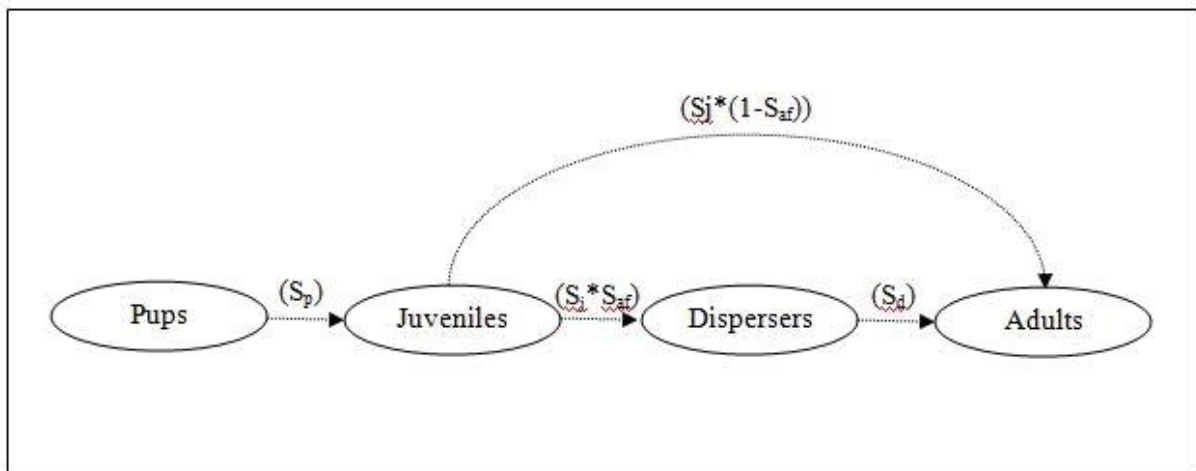 (Sj*(1-Saf))
(Sp)
(Sj*Saf)
(Sd)
Pups
Juveniles
Dispersers
Adults